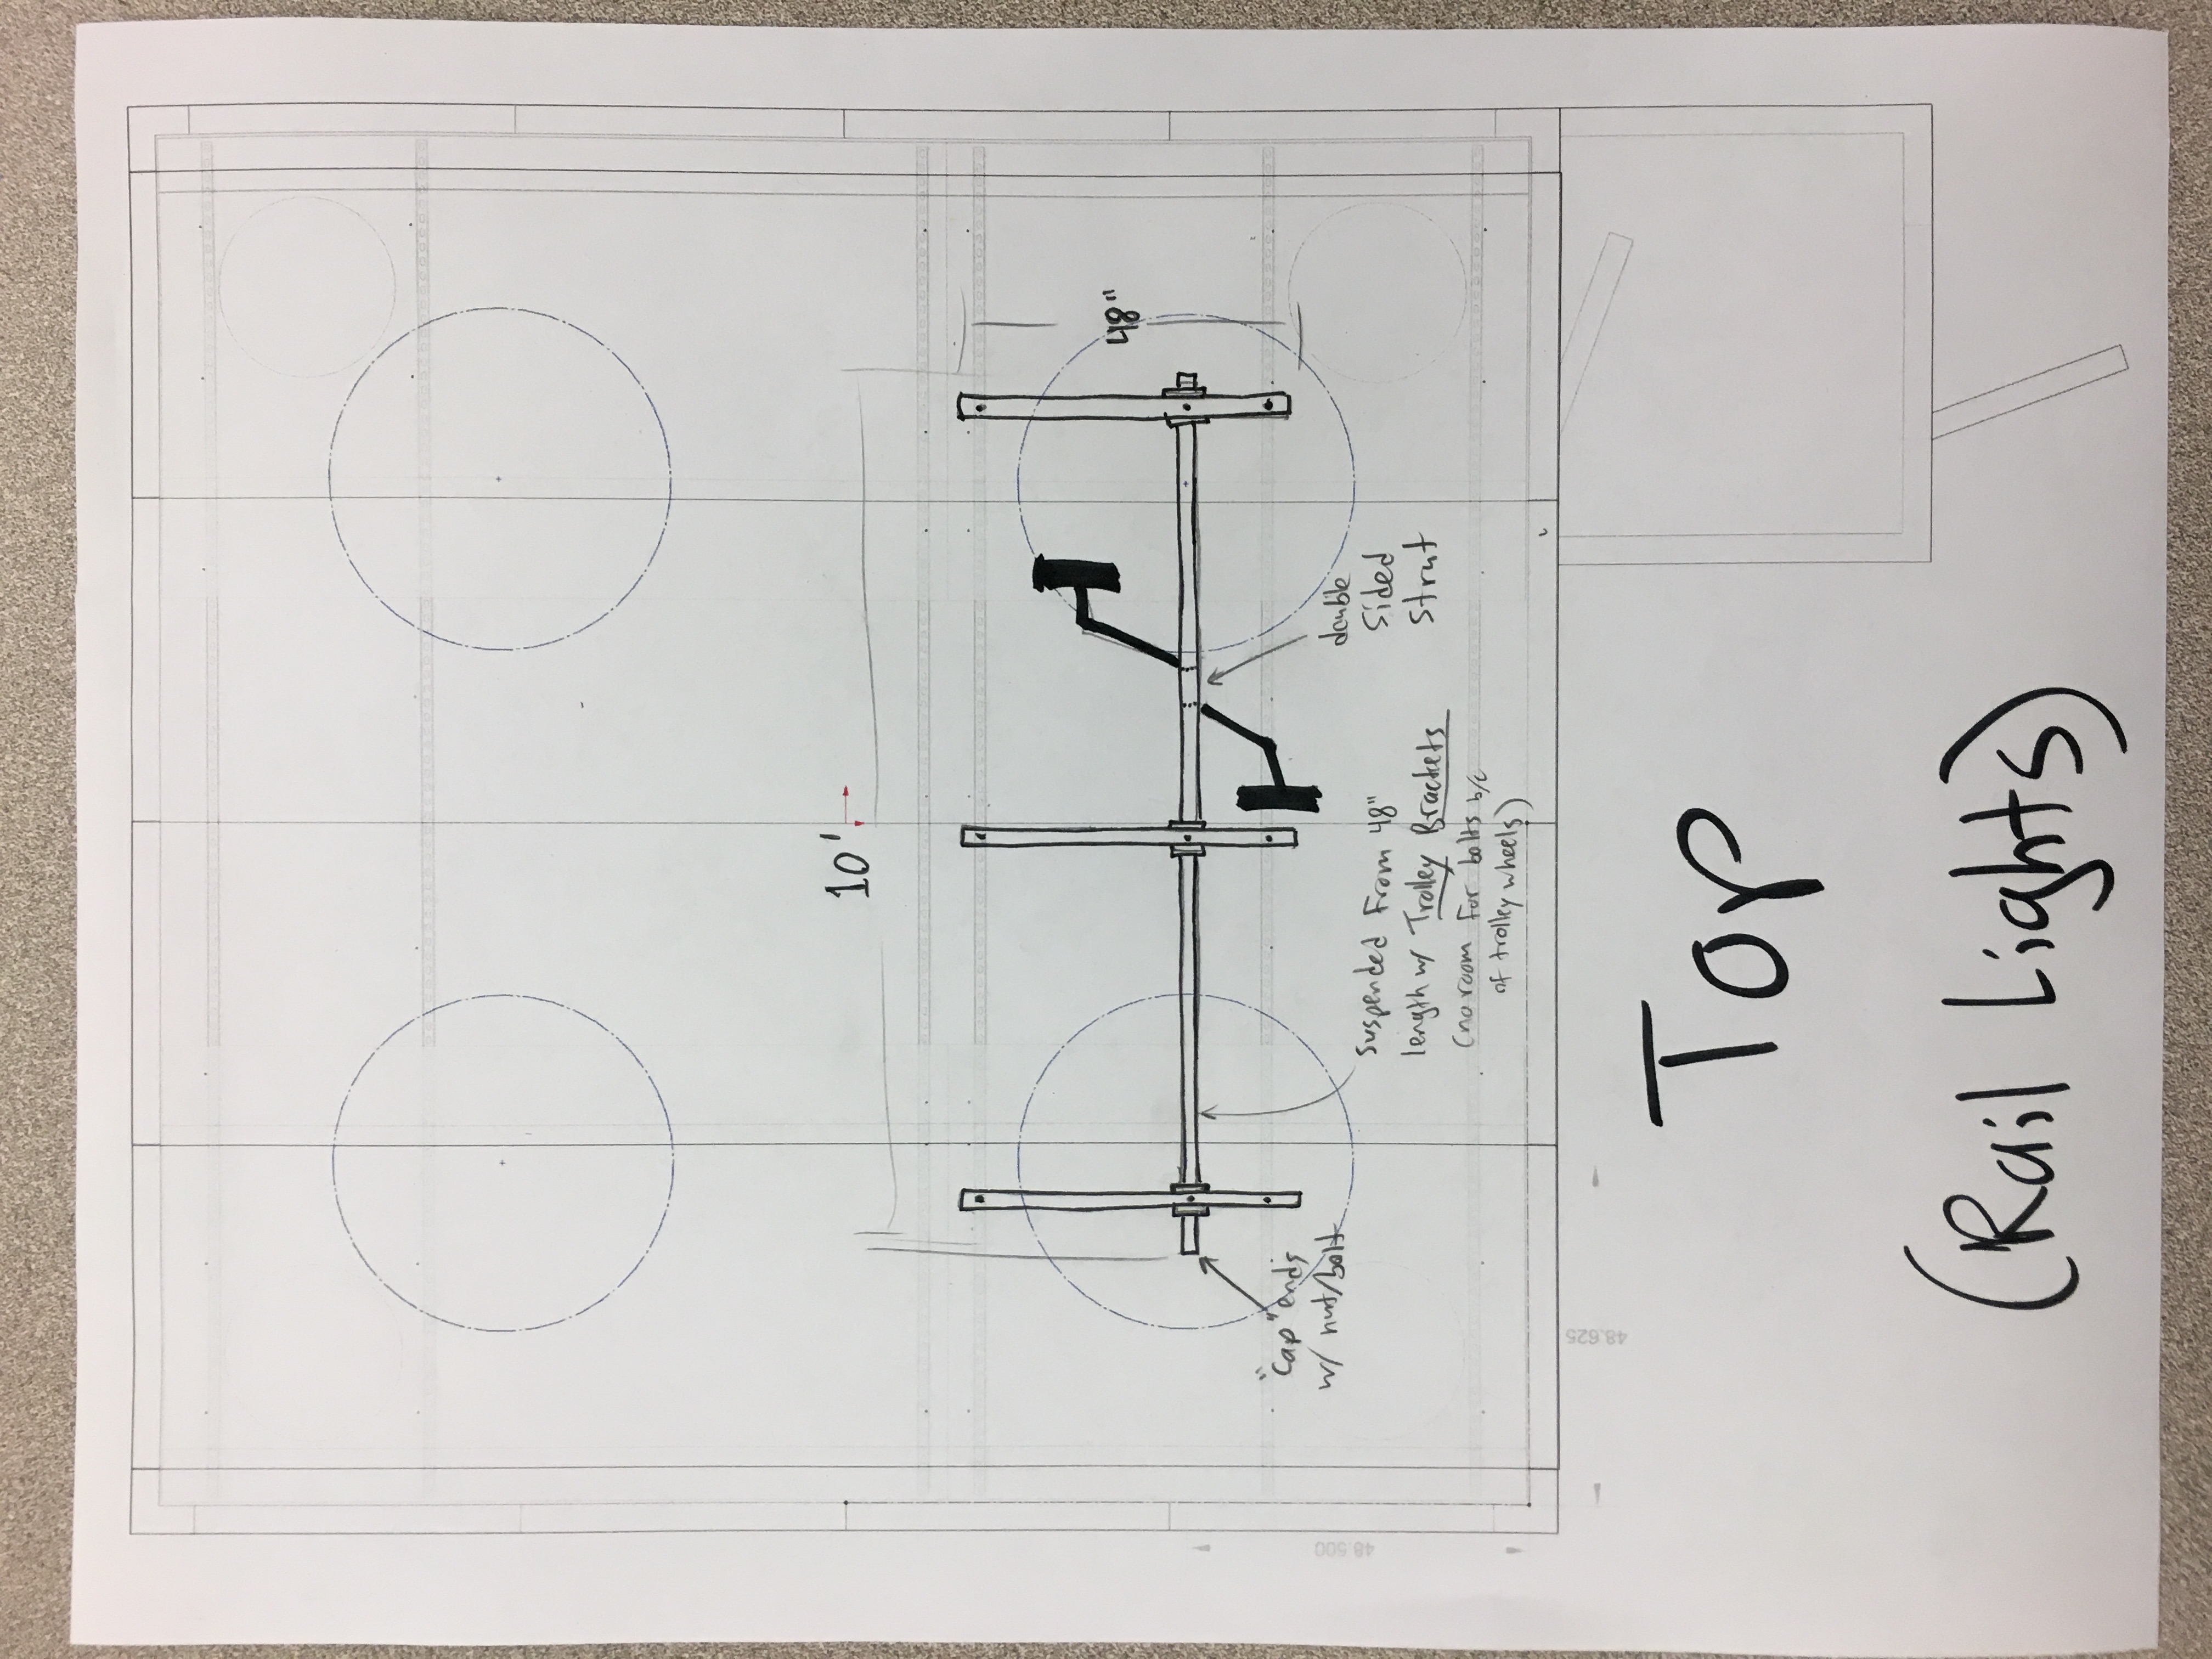 10'
48"
"Cap" ends
w/ nut/bolt
Suspended From 48"
length w/ Trolley Brackets
(no room for bolts b/c
of trolley wheels)
double
Sided
Strut
48.500
48.625
Top
(Rail Lights)